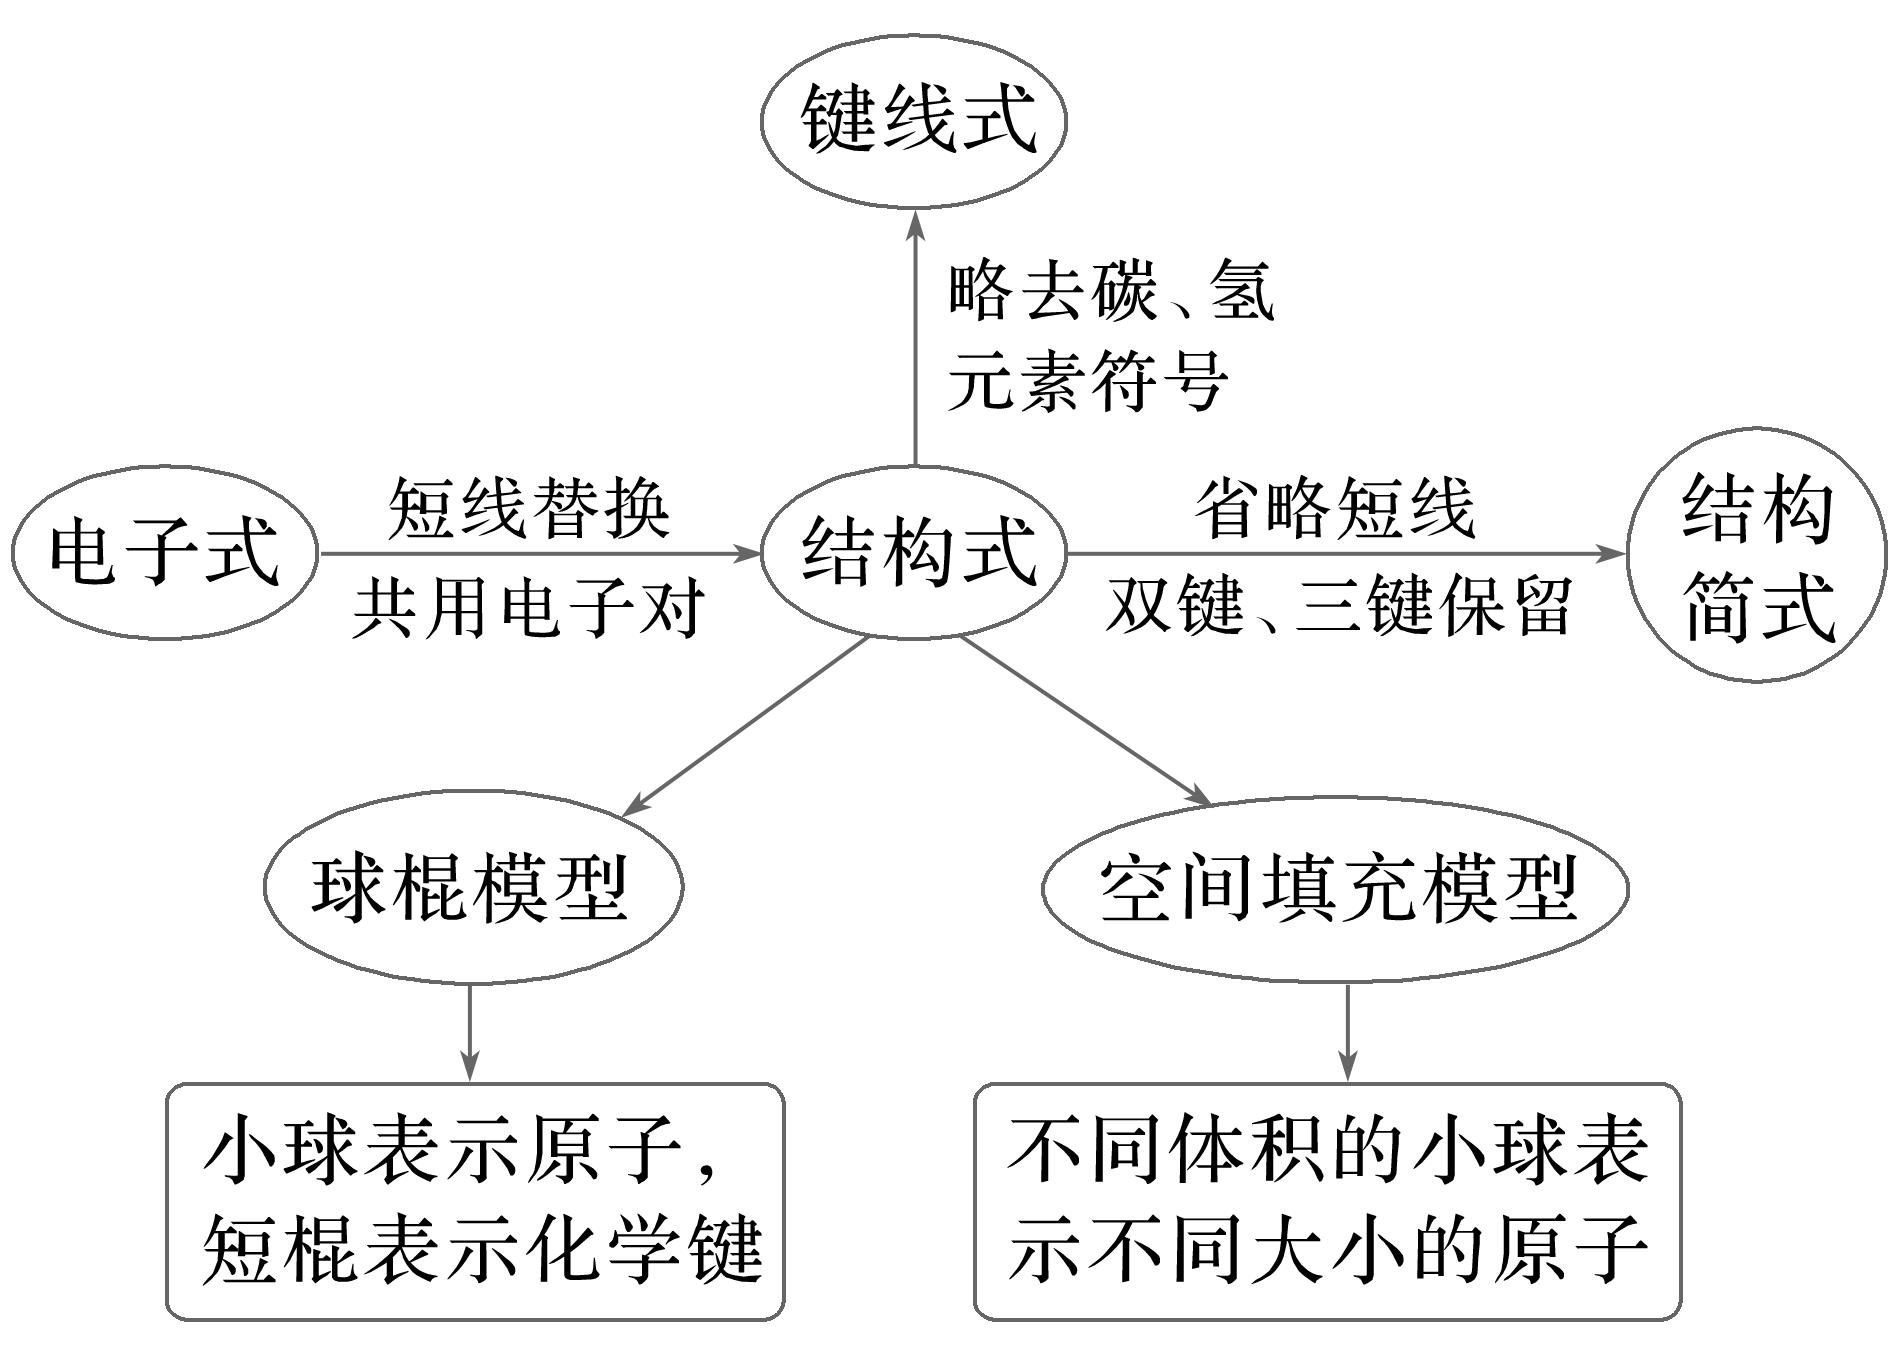 键线式
略去碳、氢
元素符号
电子式
短线替换
共用电子对
结构式
省略短线
双键、三键保留
结构
简式
球棍模型
空间填充模型
小球表示原子，
短棍表示化学键
不同体积的小球表
示不同大小的原子